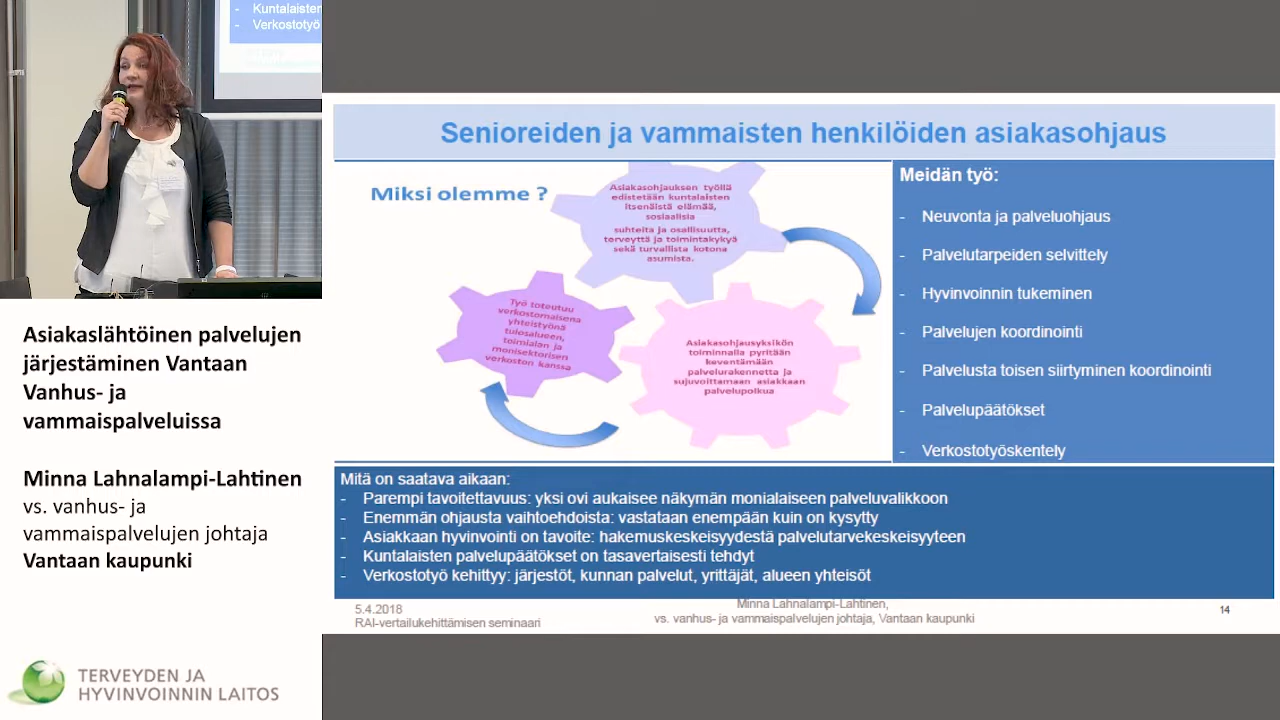 Kuntalaisten
- Verkostotyö
Asiakaslähtöinen palvelujen
järjestäminen Vantaan
Vanhus- ja
vammaispalveluissa
Minna Lahnalampi-Lahtinen
vs. vanhus- ja
vammaispalvelujen johtaja
Vantaan kaupunki
TERVEYDEN JA
HYVINVOINNIN LAITOS
Senioreiden ja vammaisten henkilöiden asiakasohjaus
Miksi olemme ?
Asiakasohjauksen työllä
edistetään kuntalaisten
itsenäistä elämää,
sosiaalisia
suhteita ja osallisuutta,
terveyttä ja toimintakykyä
sekä turvallista kotona
asumista.
Työ toteutuu
verkostomaisena
yhteistyönä
tulosalueen,
toimialan ja
monisektorisen
verkoston kanssa
Asiakasohjausyksikön
toiminnalla pyritään
keventämään
palvelurakennetta ja
sujuvoittamaan asiakkaan
palvelupolkua
Meidän työ:
- Neuvonta ja palveluohjaus
- Palvelutarpeiden selvittely
- Hyvinvoinnin tukeminen
- Palvelujen koordinointi
- Palvelusta toisen siirtyminen koordinointi
- Palvelupäätökset
- Verkostotyöskentely
Mitä on saatava aikaan:
- Parempi tavoitettavuus: yksi ovi aukaisee näkymän monialaiseen palveluvalikkoon
- Enemmän ohjausta vaihtoehdoista: vastataan enempään kuin on kysytty
- Asiakkaan hyvinvointi on tavoite: hakemuskeskeisyydestä palvelutarvekeskeisyyteen
- Kuntalaisten palvelupäätökset on tasavertaisesti tehdyt
- Verkostotyö kehittyy: järjestöt, kunnan palvelut, yrittäjät, alueen yhteisöt
5.4.2018
RAI-vertailukehittämisen seminaari
Minna Lahnalampi-Lahtinen,
vs. vanhus- ja vammaispalvelujen johtaja, Vantaan kaupunki
14